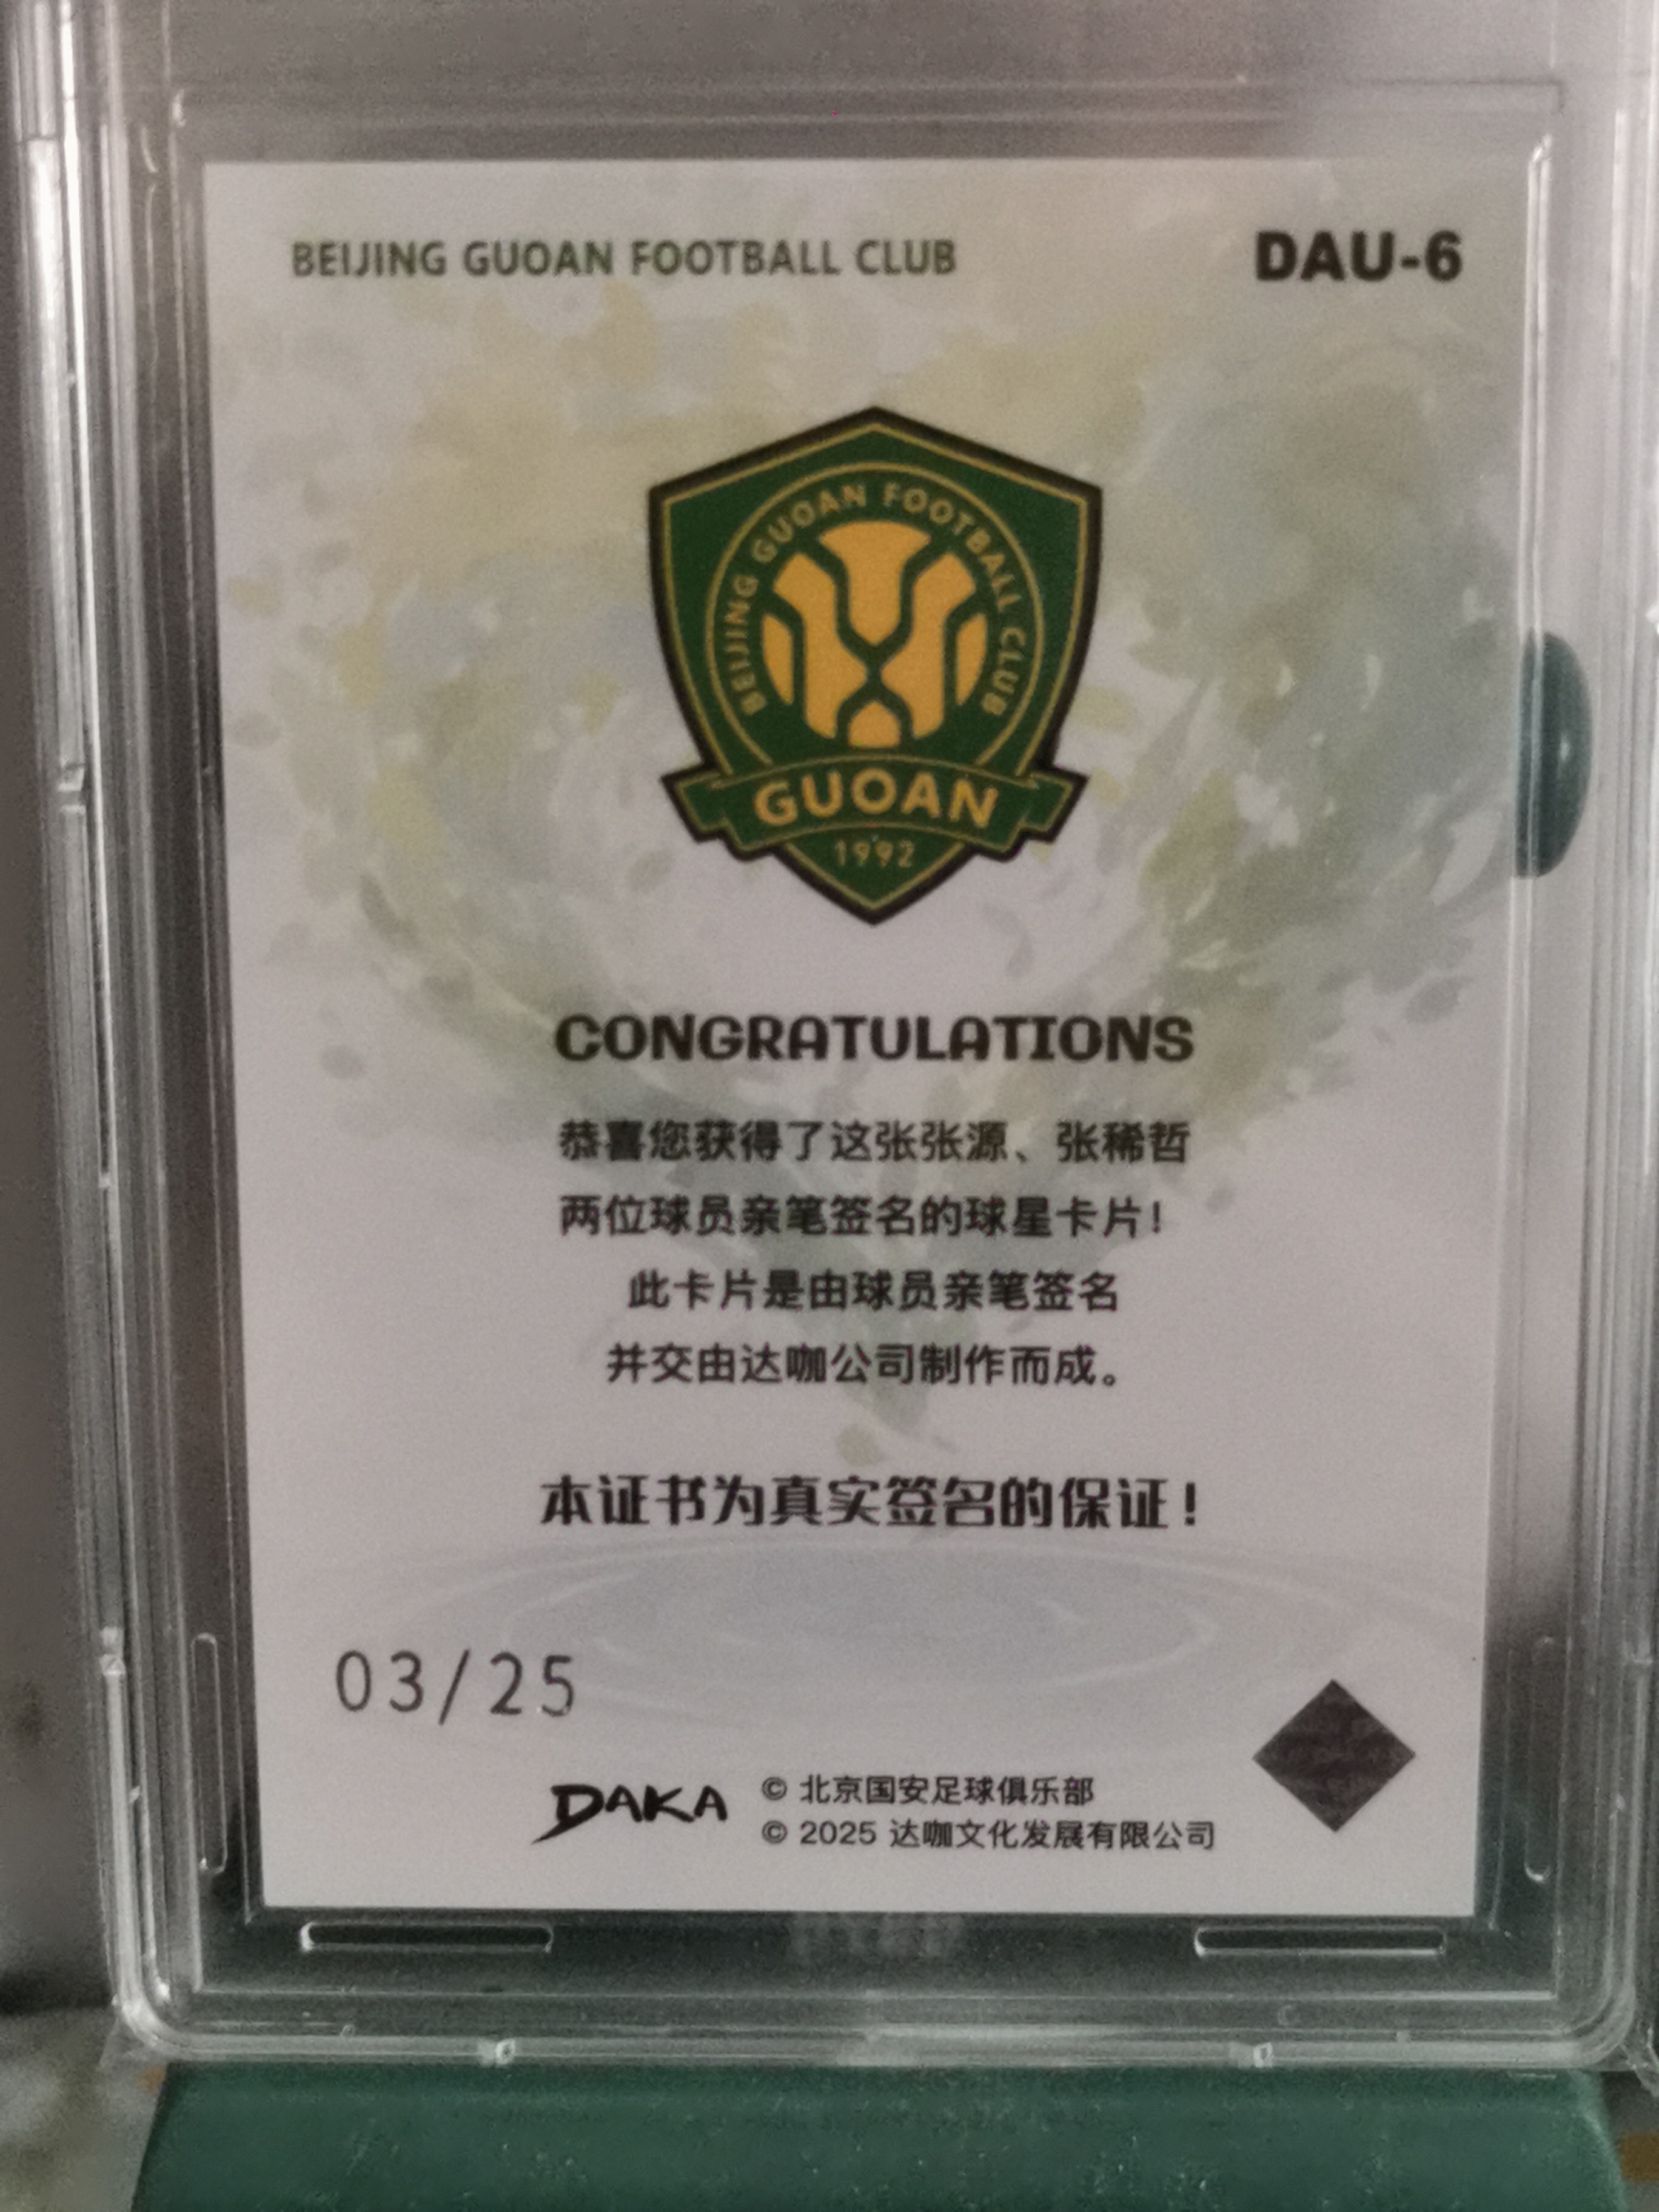 BEIJING GUOAN FOOTBALL CLUB
DAU-6
BEIJING GUOAN FOOTBALL CLUB
GUOAN
1992
CONGRATULATIONS
恭喜您获得了这张张源、张稀哲
两位球员亲笔签名的球星卡片!
此卡片是由球员亲笔签名
并交由达咖公司制作而成。
本证书为真实签名的保证!
03/25
DAKA
© 北京国安足球俱乐部
© 2025 达咖文化发展有限公司